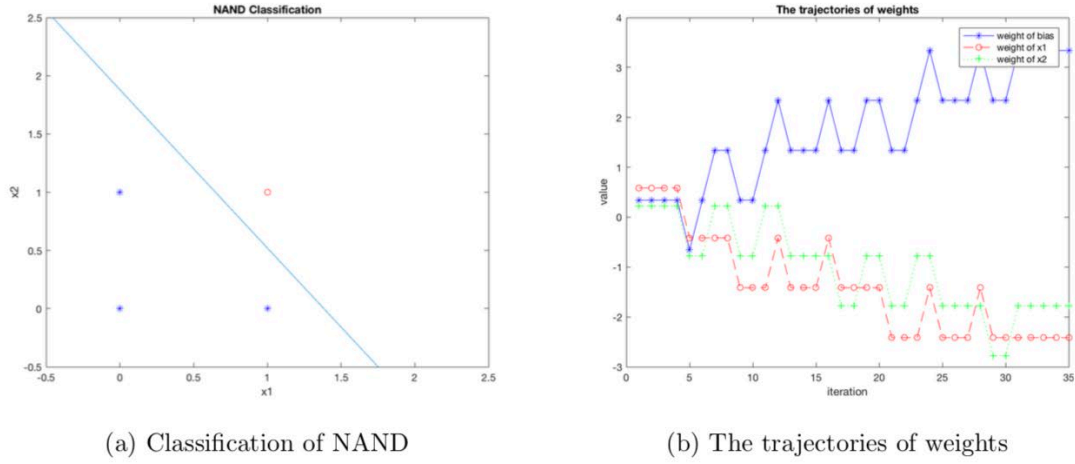 NAND Classification
2.5
2
1.5
1
0.5
0
-0.5
x2
-0.5 0 0.5 1 1.5 2 2.5
x1
The trajectories of weights
weight of bias
weight of x1
weight of x2
4
3
2
1
0
-1
-2
-3
value
0 5 10 15 20 25 30 35
iteration
(a) Classification of NAND
(b) The trajectories of weights